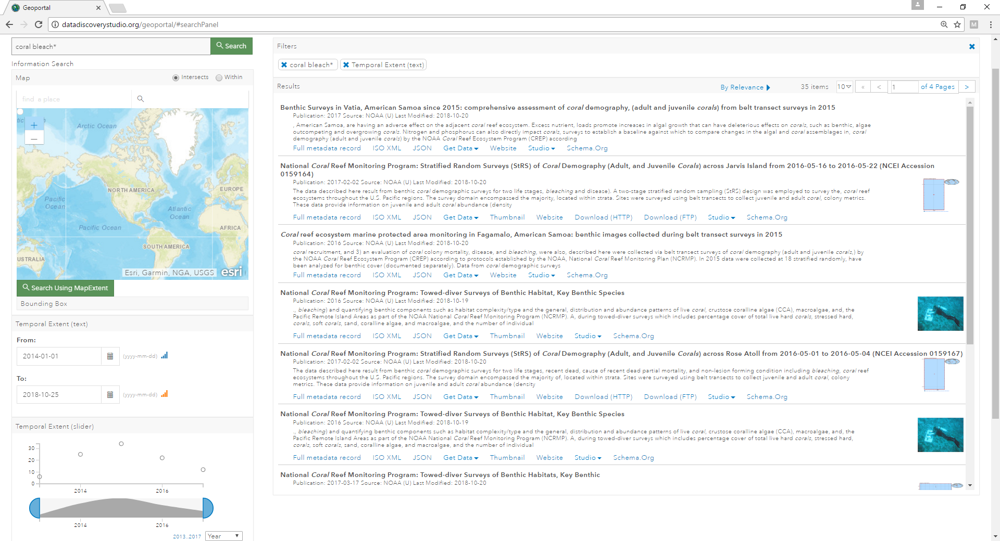 Geoportal
datadiscoverystudio.org/geoportal/#searchPanel
M
coral bleach*
Search
Information Search
Map
Intersects
Within
find a place
+
−
Arctic Ocean
NORTH AMERICA
EUROPE
Pacific
Ocean
Atlantic
Ocean
Pacific Ocean
AFRICA
SOUTH AMERICA
USTRALIA
Esri, Garmin, NGA, USGS
esri
Search Using MapExtent
Bounding Box
Temporal Extent (text)
From:
2014-01-01
(yyyy-mm-dd)
To:
2018-10-25
(yyyy-mm-dd)
Temporal Extent (slider)
30
20
10
0
2014
2016
2014
2016
2013..2017
Year
Filters
coral bleach*
Temporal Extent (text)
Results
By Relevance
35 items
10
«
<
1
of 4 Pages
>
Benthic Surveys in Vatia, American Samoa since 2015: comprehensive assessment of coral demography, (adult and juvenile corals) from belt transect surveys in 2015
Publication: 2017 Source: NOAA (U) Last Modified: 2018-10-20
, American Samoa, are having an adverse effect on the adjacent coral reef ecosystem. Excess nutrient, loads promote increases in algal growth that can have deleterious effects on corals, such as benthic, algae
outcompeting and overgrowing corals. Nitrogen and phosphorus can also directly impact corals, surveys to establish a baseline against which to compare changes in the algal and coral assemblages in, coral
demography (adult and juvenile corals) by the NOAA Coral Reef Ecosystem Program (CREP) according
Full metadata record ISO XML JSON Get Data Website Studio Schema.Org
National Coral Reef Monitoring Program: Stratified Random Surveys (StRS) of Coral Demography (Adult, and Juvenile Corals) across Jarvis Island from 2016-05-16 to 2016-05-22 (NCEI Accession
0159164)
Publication: 2017-02-02 Source: NOAA (U) Last Modified: 2018-10-20
The data described here result from benthic coral demographic surveys for two life stages, bleaching and disease). A two-stage stratified random sampling (StRS) design was employed to survey the, coral reef
ecosystems throughout the U.S. Pacific regions. The survey domain encompassed the majority, located within strata. Sites were surveyed using belt transects to collect juvenile and adult coral, colony metrics.
These data provide information on juvenile and adult coral abundance (density
Full metadata record ISO XML JSON Get Data Thumbnail Website Download (HTTP) Download (FTP) Studio Schema.Org
Coral reef ecosystem marine protected area monitoring in Fagamalo, American Samoa: benthic images collected during belt transect surveys in 2015
Publication: 2016 Source: NOAA (U) Last Modified: 2018-10-20
coral recruitment, and 3) an evaluation of coral colony mortality, disease, and bleaching, were also, described here were collected via belt transect surveys of coral demography (adult and juvenile corals,) by
the NOAA Coral Reef Ecosystem Program (CREP) according to protocols established by the NOAA, National Coral Reef Monitoring Plan (NCRMP). In 2015 data were collected at 18 stratified randomly, have
been analyzed for benthic cover (documented separately). Data from coral demographic surveys
Full metadata record ISO XML JSON Get Data Website Studio Schema.Org
National Coral Reef Monitoring Program: Towed-diver Surveys of Benthic Habitat, Key Benthic Species
Publication: 2016 Source: NOAA (U) Last Modified: 2018-10-19
., bleaching) and quantifying benthic components such as habitat complexity/type and the general, distribution and abundance patterns of live coral, crustose coralline algae (CCA), macroalgae, and, the
Pacific Remote Island Areas as part of the NOAA National Coral Reef Monitoring Program (NCRMP). A, during towed-diver surveys which includes percentage cover of total live hard corals, stressed hard,
corals, soft corals, sand, coralline algae, and macroalgae, and the number of individual
Full metadata record ISO XML JSON Get Data Thumbnail Website Studio Schema.Org
National Coral Reef Monitoring Program: Stratified Random Surveys (StRS) of Coral Demography (Adult, and Juvenile Corals) across Rose Atoll from 2016-05-01 to 2016-05-04 (NCEI Accession 0159167)
Publication: 2017-02-02 Source: NOAA (U) Last Modified: 2018-10-20
The data described here result from benthic coral demographic surveys for two life stages, recent dead, cause of recent dead partial mortality, and non-lesion forming condition including bleaching, coral reef
ecosystems throughout the U.S. Pacific regions. The survey domain encompassed the majority of, located within strata. Sites were surveyed using belt transects to collect juvenile and adult coral, colony
metrics. These data provide information on juvenile and adult coral abundance (density
Full metadata record ISO XML JSON Get Data Thumbnail Website Download (HTTP) Download (FTP) Studio Schema.Org
National Coral Reef Monitoring Program: Towed-diver Surveys of Benthic Habitat, Key Benthic Species
Publication: 2016 Source: NOAA (U) Last Modified: 2018-10-19
., bleaching) and quantifying benthic components such as habitat complexity/type and the general, distribution and abundance patterns of live coral, crustose coralline algae (CCA), macroalgae, and, the
Pacific Remote Island Areas as part of the NOAA National Coral Reef Monitoring Program (NCRMP). A, during towed-diver surveys which includes percentage cover of total live hard corals, stressed hard,
corals, soft corals, sand, coralline algae, and macroalgae, and the number of individual
Full metadata record ISO XML JSON Get Data Thumbnail Website Studio Schema.Org
National Coral Reef Monitoring Program: Towed-diver Surveys of Benthic Habitats, Key Benthic
Publication: 2017-03-17 Source: NOAA (U) Last Modified: 2018-10-20